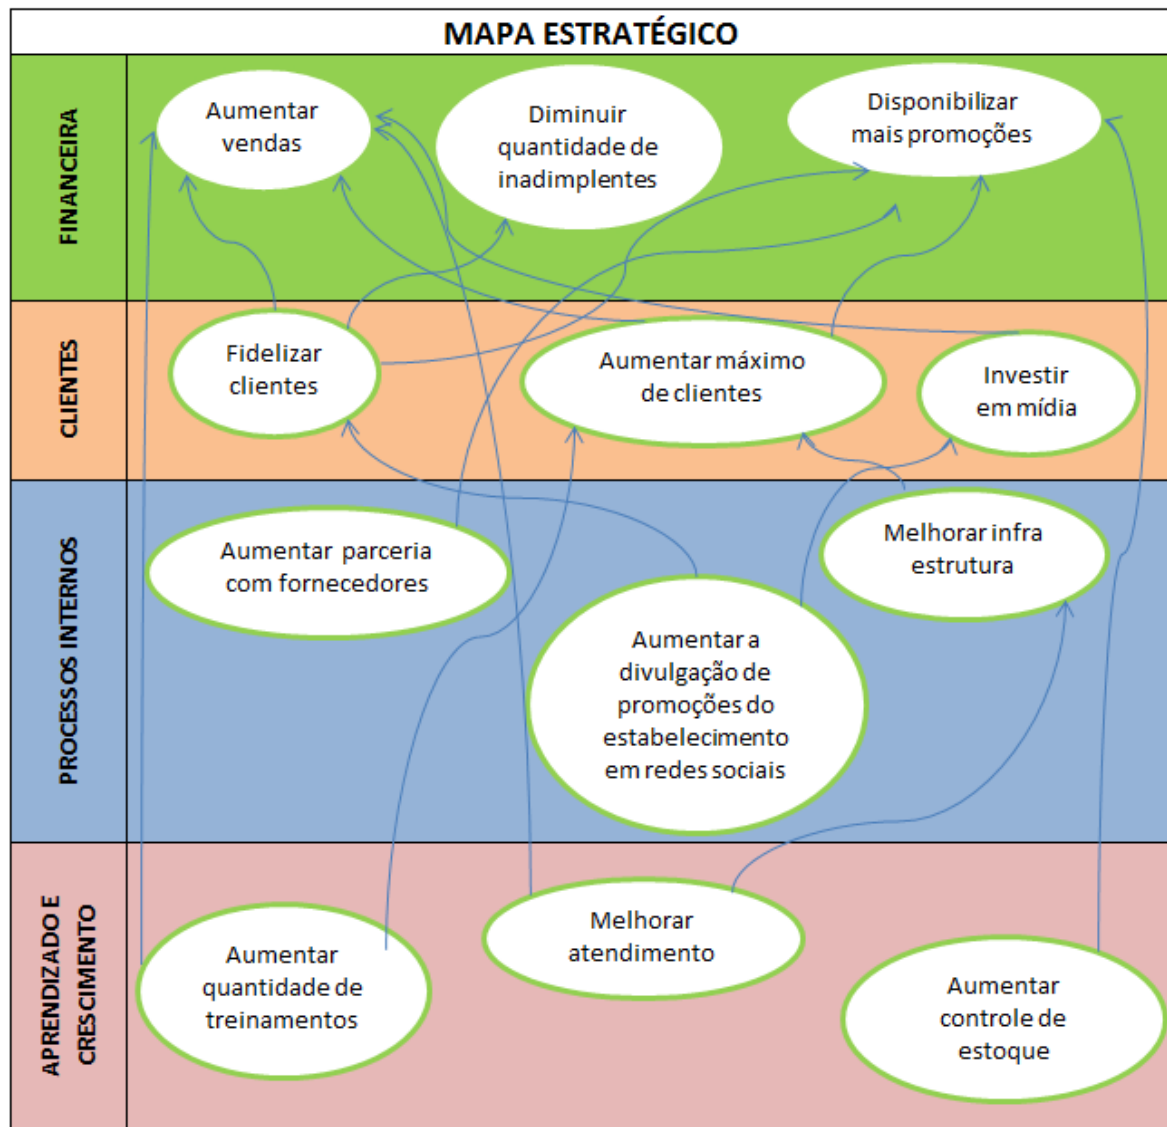 MAPA ESTRATÉGICO
FINANCEIRA
Aumentar
vendas
Diminuir
quantidade de
inadimplentes
Disponibilizar
mais promoções
CLIENTES
Fidelizar
clientes
Aumentar máximo
de clientes
Investir
em mídia
PROCESSOS INTERNOS
Aumentar parceria
com fornecedores
Aumentar a
divulgação de
promoções do
estabelecimento
em redes sociais
Melhorar infra
estrutura
APRENDIZADO E
CRESCIMENTO
Aumentar
quantidade de
treinamentos
Melhorar
atendimento
Aumentar
controle de
estoque